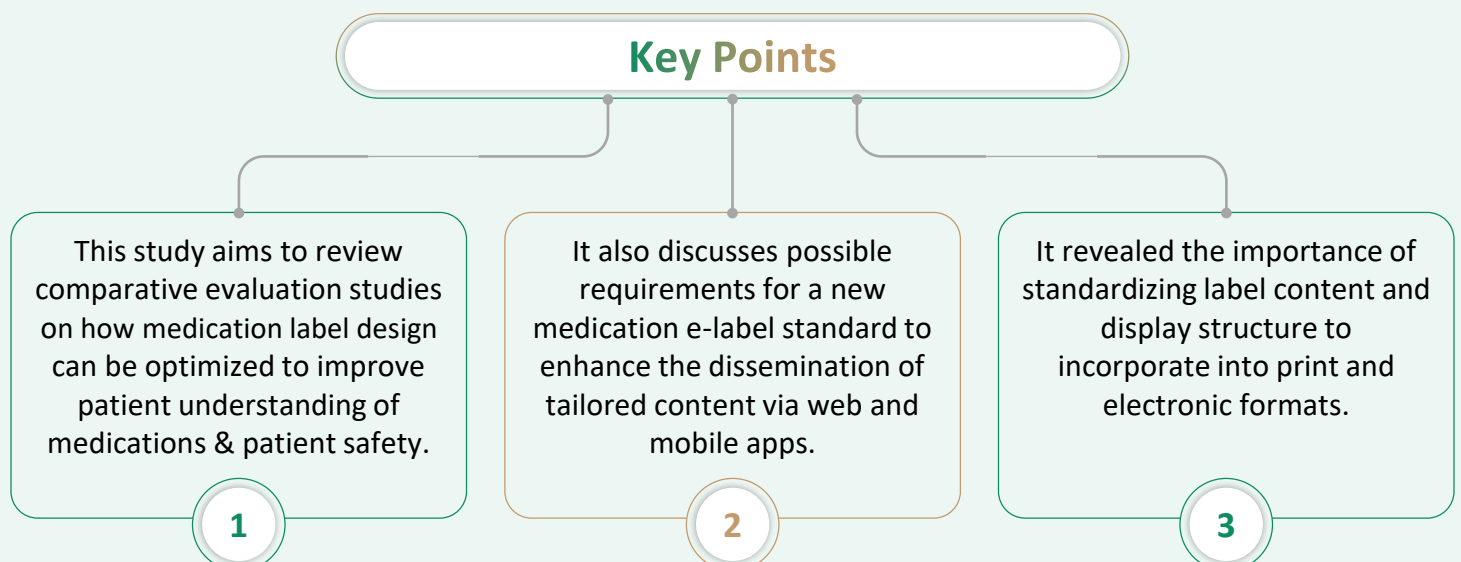 Key Points
This study aims to review
comparative evaluation studies
on how medication label design
can be optimized to improve
patient understanding of
medications & patient safety.
1
It also discusses possible
requirements for a new
medication e-label standard to
enhance the dissemination of
tailored content via web and
mobile apps.
2
It revealed the importance of
standardizing label content and
display structure to
incorporate into print and
electronic formats.
3